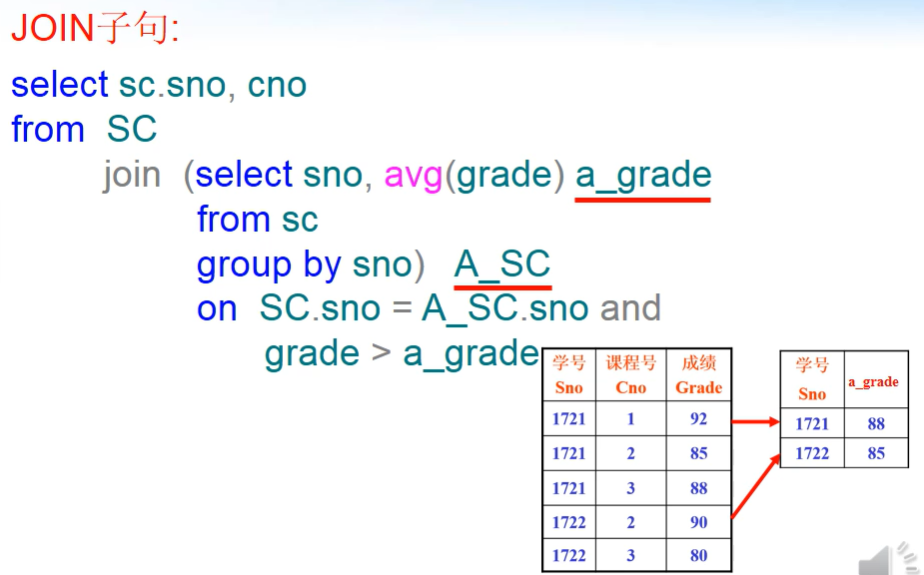 JOIN子句:
select sc.sno, cno
from SC
join (select sno, avg(grade) a_grade
from sc
group by sno) A_SC
on SC.sno = A_SC.sno and
grade > a_grade
学号 课程号 成绩
Sno Cno Grade
1721 1 92
1721 2 85
1721 3 88
1722 2 90
1722 3 80
学号
Sno a_grade
1721 88
1722 85